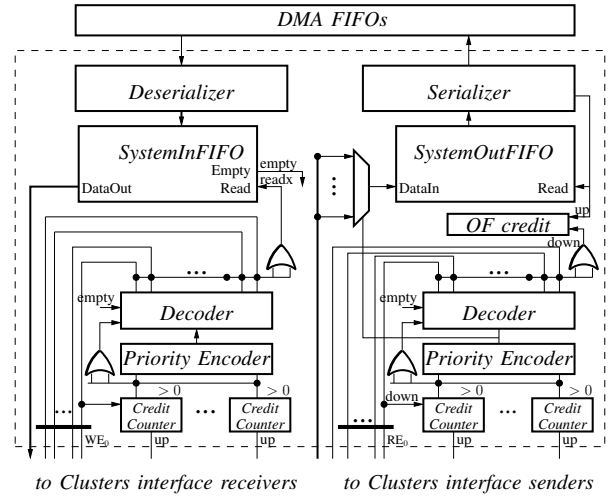 DMA FIFOs
Deserializer
Serializer
SystemInFIFO
Empty
empty
readx
DataOut
Read
SystemOutFIFO
DataIn
Read
up
OF credit
down
empty
Decoder
empty
Decoder
Priority Encoder
Priority Encoder
> 0
> 0
> 0
> 0
Credit
Counter
...
Credit
Counter
down
Credit
Counter
...
Credit
Counter
WE0
up
up
RE0
up
up
to Clusters interface receivers
to Clusters interface senders